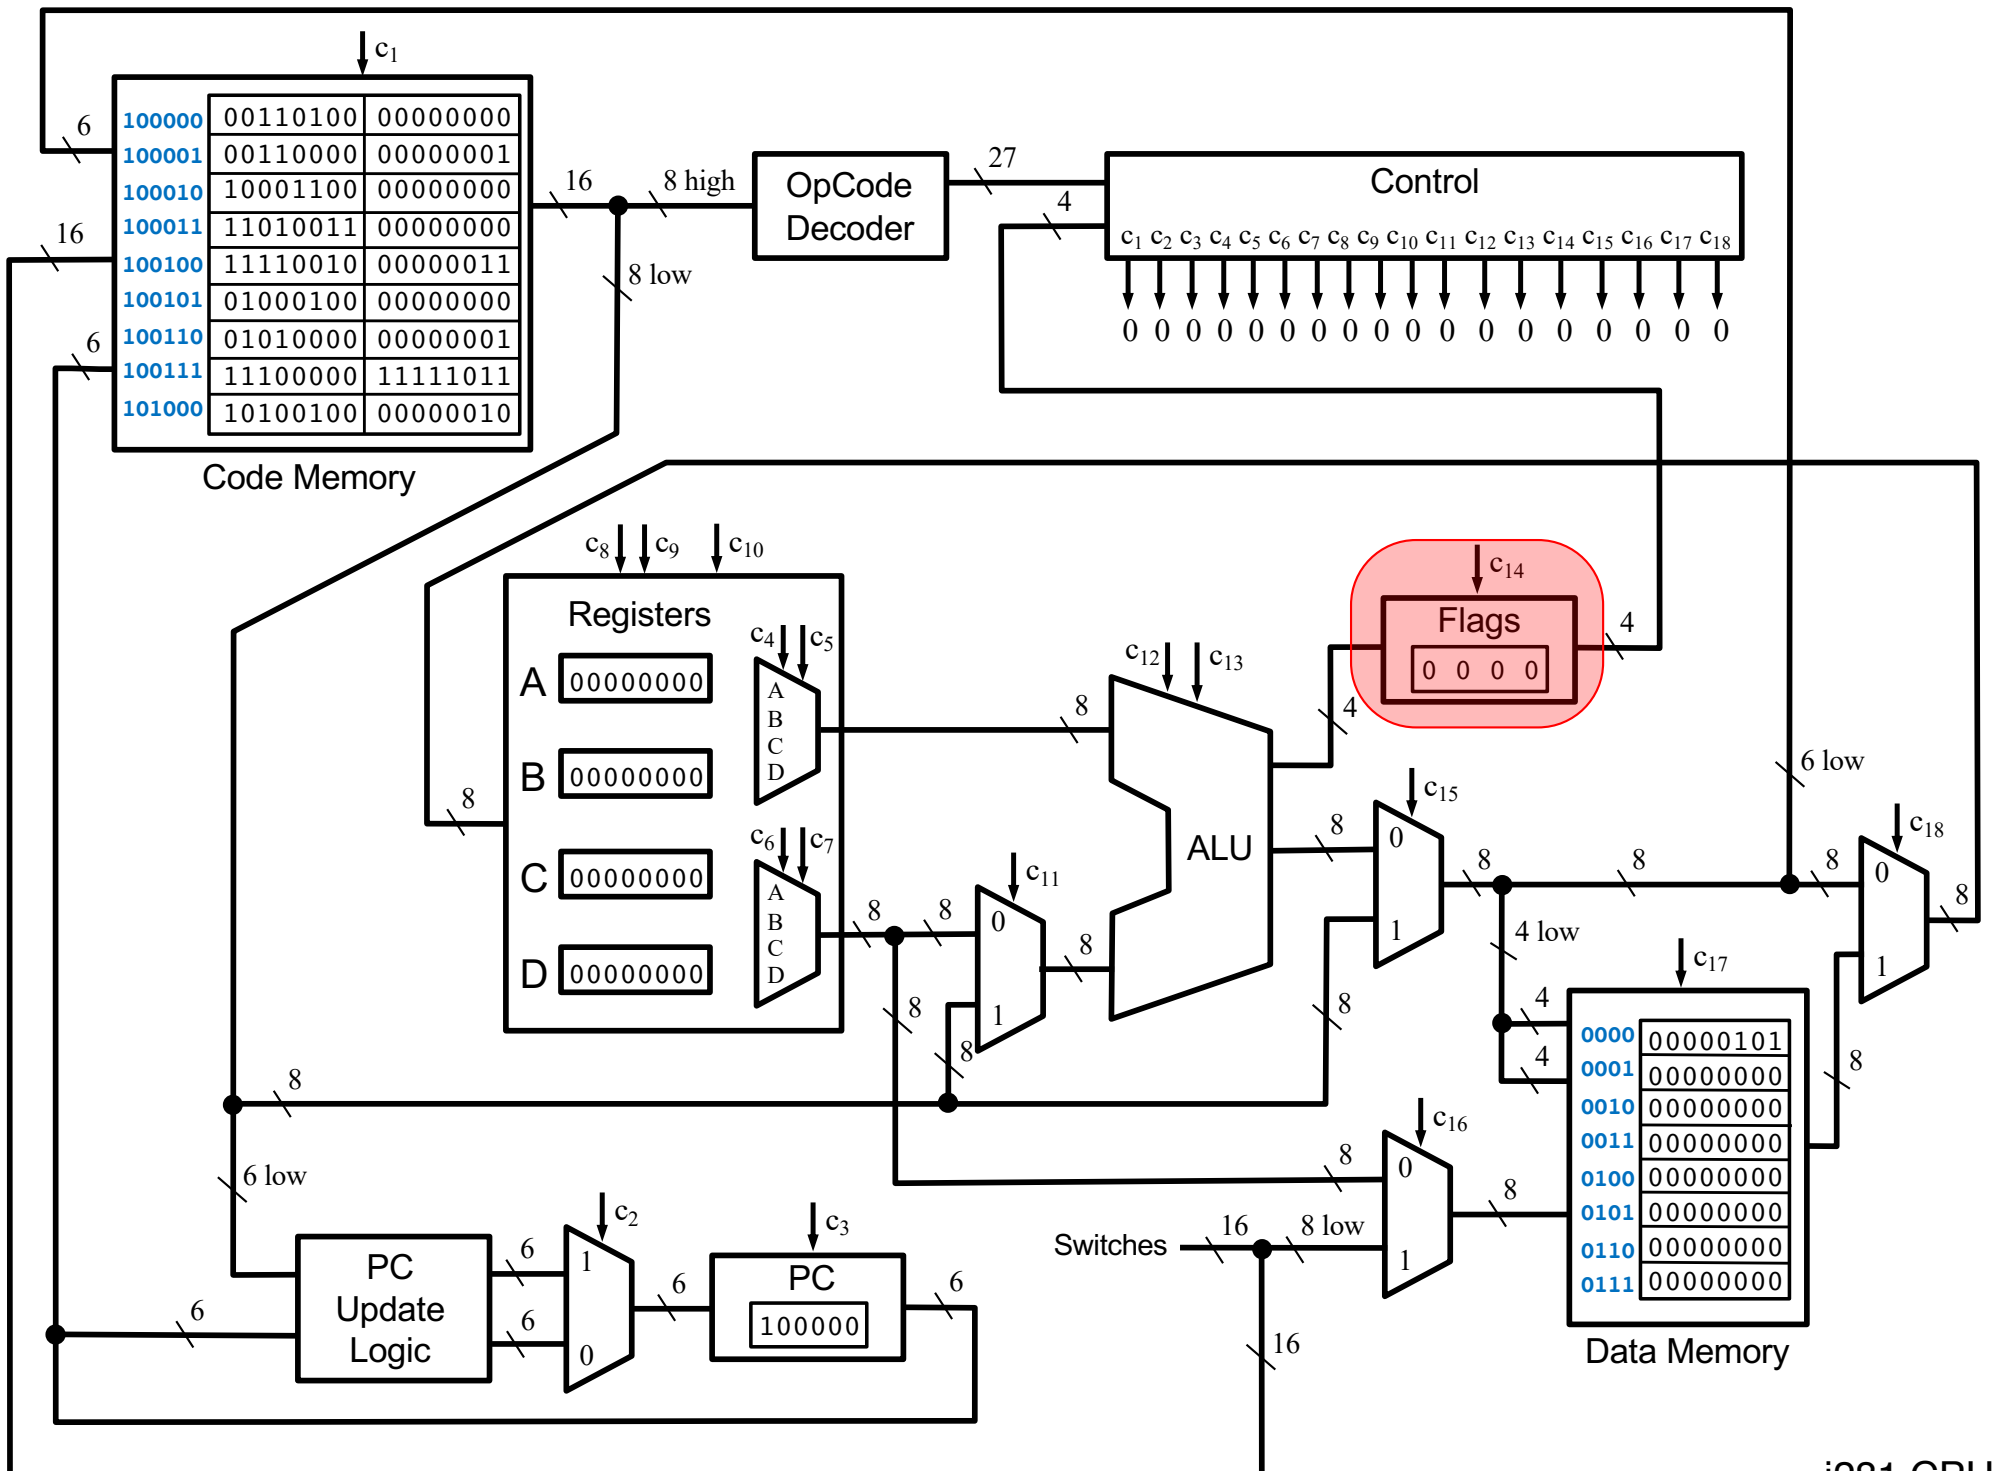 c1
6
100000 00110100 00000000
100001 00110000 00000001
100010 10001100 00000000
100011 11010011 00000000
100100 11110010 00000011
100101 01000100 00000000
100110 01010000 00000001
100111 11100000 11111011
101000 10100100 00000010
16
6
Code Memory
16
8 high
8 low
OpCode
Decoder
27
4
Control
c1 c2 c3 c4 c5 c6 c7 c8 c9 c10 c11 c12 c13 c14 c15 c16 c17 c18
0 0 0 0 0 0 0 0 0 0 0 0 0 0 0 0 0 0
c8 c9 c10
Registers
A 00000000
B 00000000
C 00000000
D 00000000
8
c4 c5
A
B
C
D
c6 c7
A
B
C
D
8
8
8
8
c11
0
1
8
8
c12 c13
ALU
c14
Flags
0 0 0 0
4
4
8
c15
0
1
8
8
8
4 low
6 low
8
c18
0
1
8
c17
4
4
0000 00000101
0001 00000000
0010 00000000
0011 00000000
0100 00000000
0101 00000000
0110 00000000
0111 00000000
Data Memory
8
8
6 low
PC
Update
Logic
6
6
6
c2
1
0
6
c3
PC
100000
6
Switches
16
8 low
16
8
c16
0
1
8